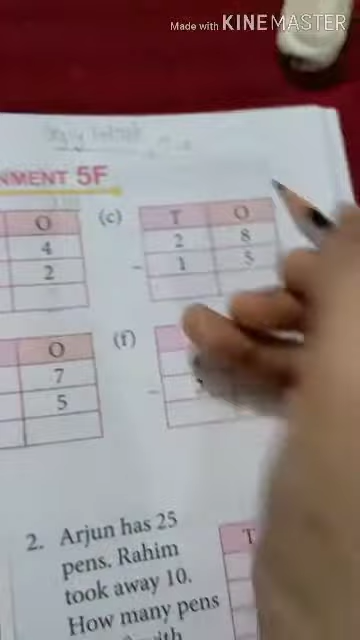 Made with KINEMASTER
NMENT 5F
O
4
2
(c)
T O
2 8
- 1 5
O
7
5
(f)
-
2. Arjun has 25
pens. Rahim
took away 10.
How many pens
T